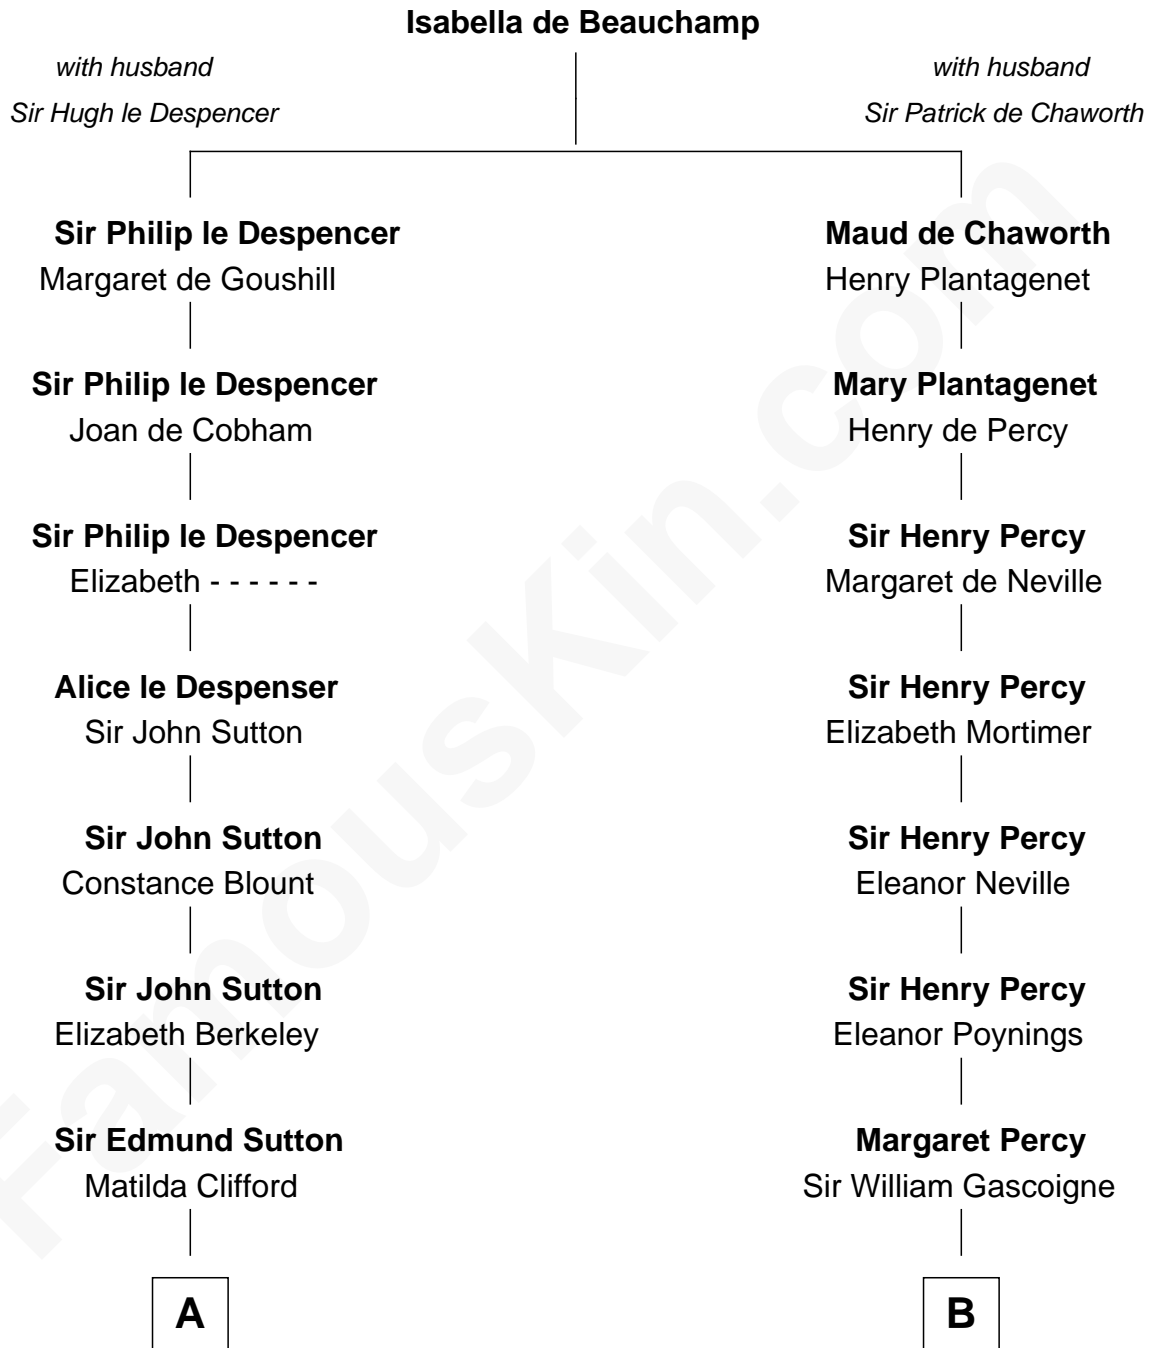 Isabella de Beauchamp
with husband
Sir Hugh le Despencer
with husband
Sir Patrick de Chaworth
Sir Philip le Despencer
Margaret de Goushill
Maud de Chaworth
Henry Plantagenet
Sir Philip le Despencer
Joan de Cobham
Mary Plantagenet
Henry de Percy
Sir Philip le Despencer
Elizabeth - - - - - -
Sir Henry Percy
Margaret de Neville
Alice le Despenser
Sir John Sutton
Sir Henry Percy
Elizabeth Mortimer
Sir John Sutton
Constance Blount
Sir Henry Percy
Eleanor Neville
Sir John Sutton
Elizabeth Berkeley
Sir Henry Percy
Eleanor Poynings
Sir Edmund Sutton
Matilda Clifford
Margaret Percy
Sir William Gascoigne
A
B
FamousKin.com